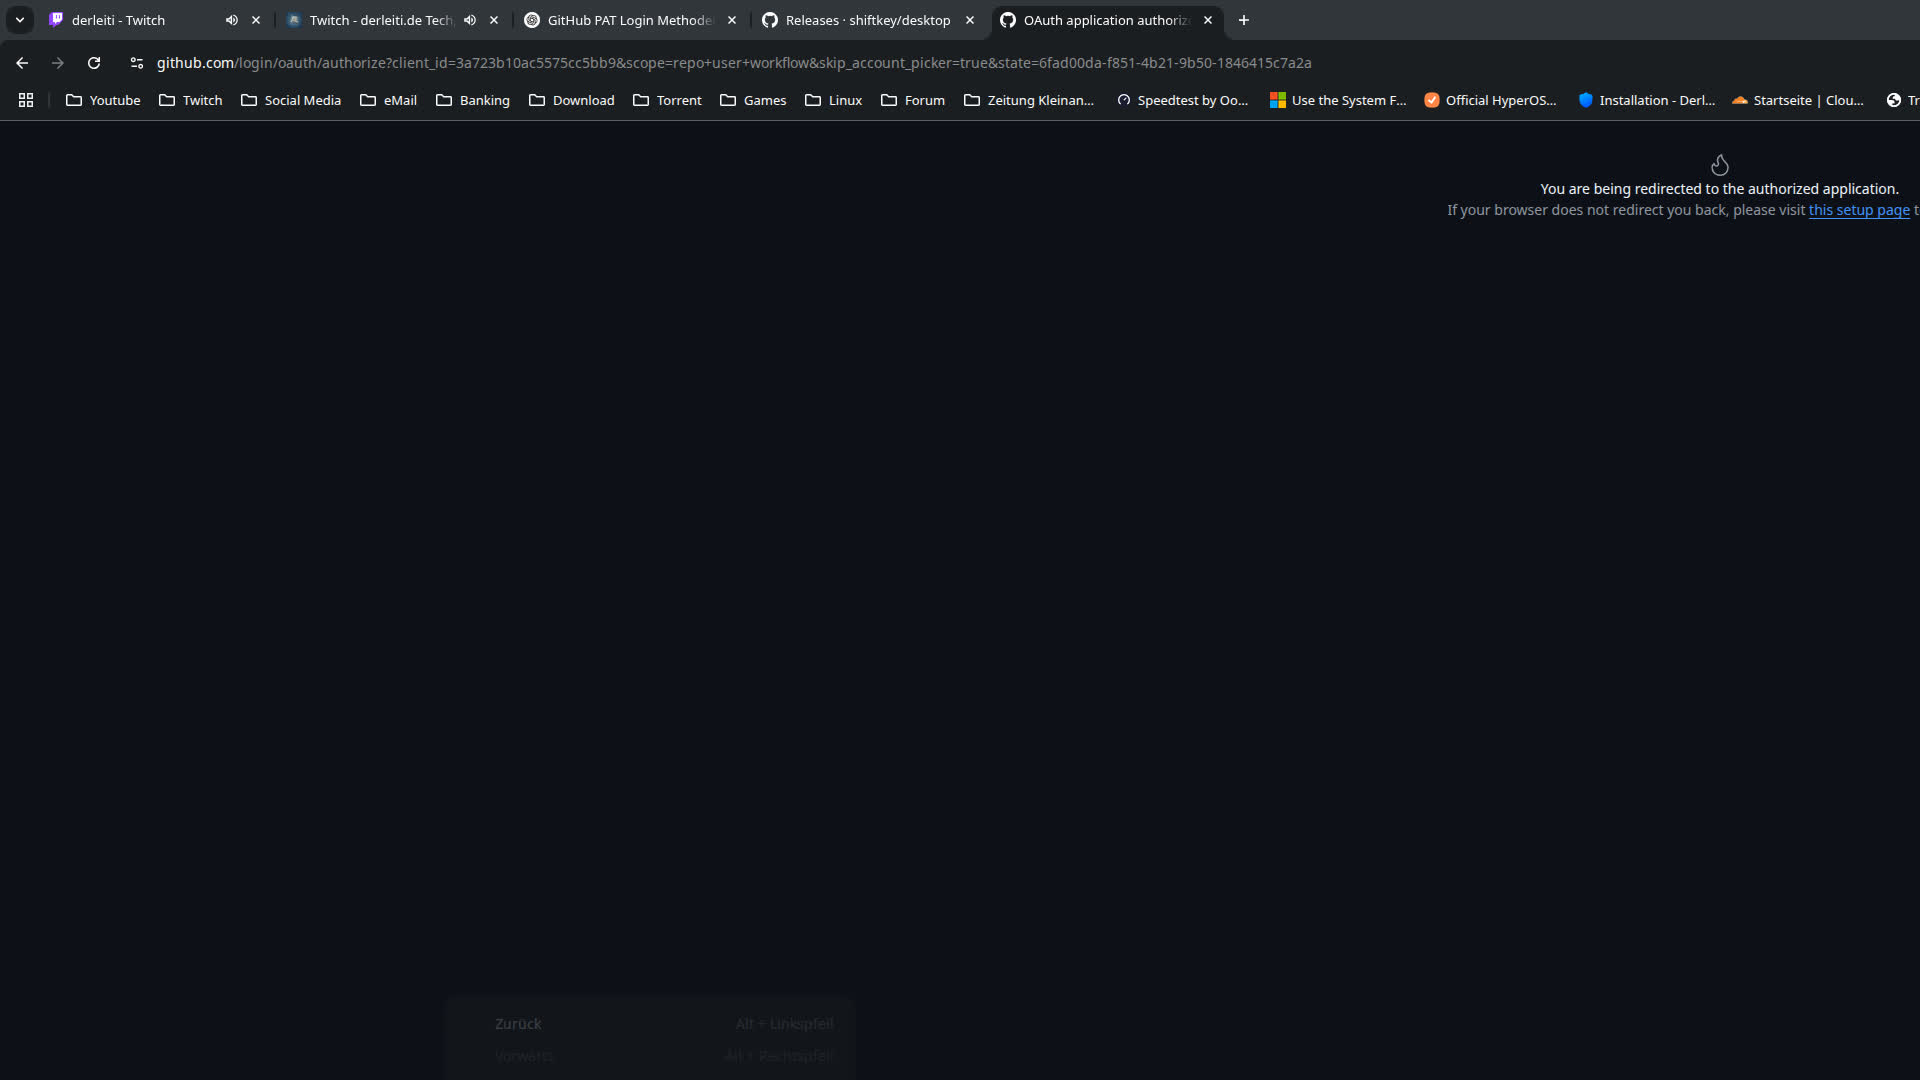 derleiti - Twitch
Twitch - derleiti.de Tech
GitHub PAT Login Methode
Releases · shiftkey/desktop
OAuth application authoriz
github.com/login/oauth/authorize?client_id=3a723b10ac5575cc5bb9&scope=repo+user+workflow&skip_account_picker=true&state=6fad00da-f851-4b21-9b50-1846415c7a2a
Youtube
Twitch
Social Media
eMail
Banking
Download
Torrent
Games
Linux
Forum
Zeitung Kleinan...
Speedtest by Oo...
Use the System F...
Official HyperOS...
Installation - Derl...
Startseite | Clou...
Tr
You are being redirected to the authorized application.
If your browser does not redirect you back, please visit this setup page t
Zurück
Alt + Linkspfeil
Vorwärts
Alt + Rechtspfeil